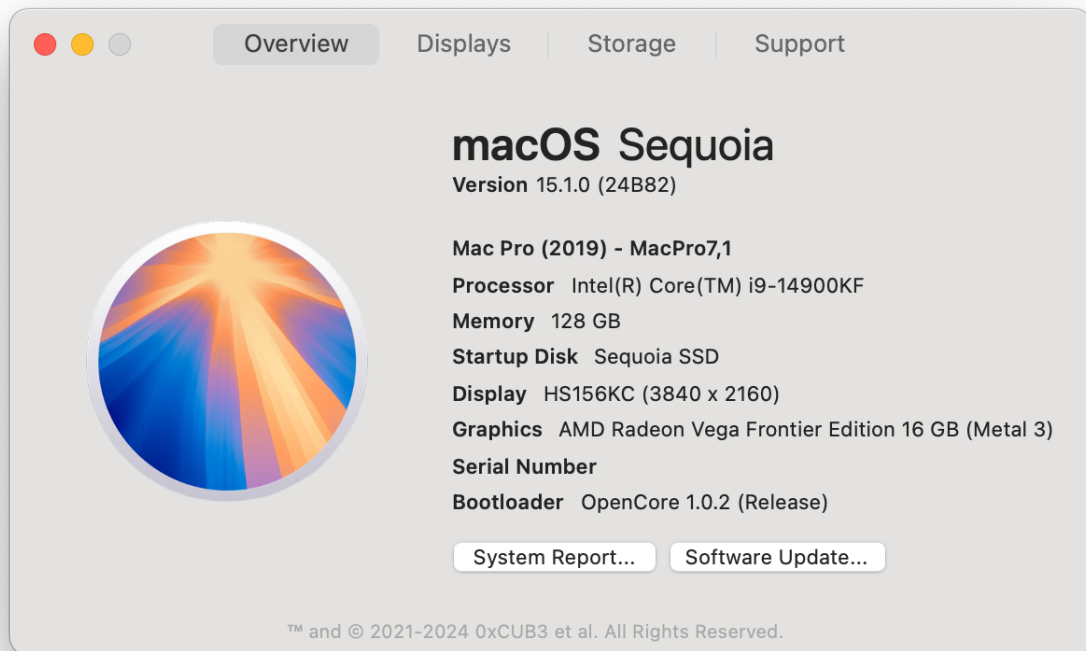 Overview Displays Storage Support
macOS Sequoia
Version 15.1.0 (24B82)
Mac Pro (2019) - MacPro7,1
Processor Intel(R) Core(TM) i9-14900KF
Memory 128 GB
Startup Disk Sequoia SSD
Display HS156KC (3840 x 2160)
Graphics AMD Radeon Vega Frontier Edition 16 GB (Metal 3)
Serial Number
Bootloader OpenCore 1.0.2 (Release)
System Report... Software Update...
™ and © 2021-2024 0xCUB3 et al. All Rights Reserved.